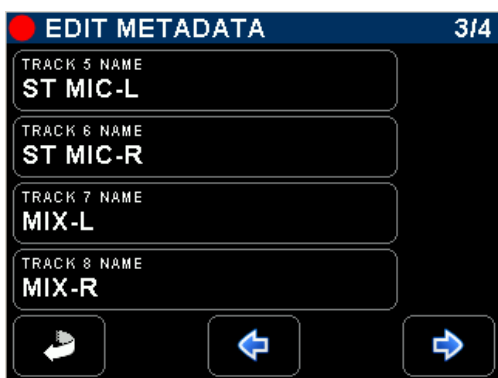 EDIT METADATA 3/4
TRACK 5 NAME
ST MIC-L
TRACK 6 NAME
ST MIC-R
TRACK 7 NAME
MIX-L
TRACK 8 NAME
MIX-R